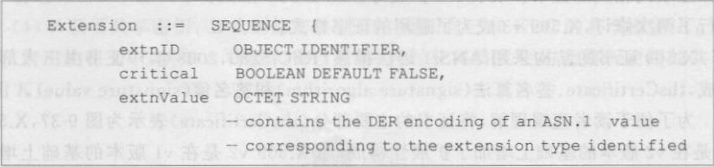 Extension ::= SEQUENCE
extnID OBJECT IDENTIFIER,
critical BOOLEAN DEFAULT FALSE,
extnValue OCTET STRING
-- contains the DER encoding of an ASN,1 value
-- corresponding to the extension type identified